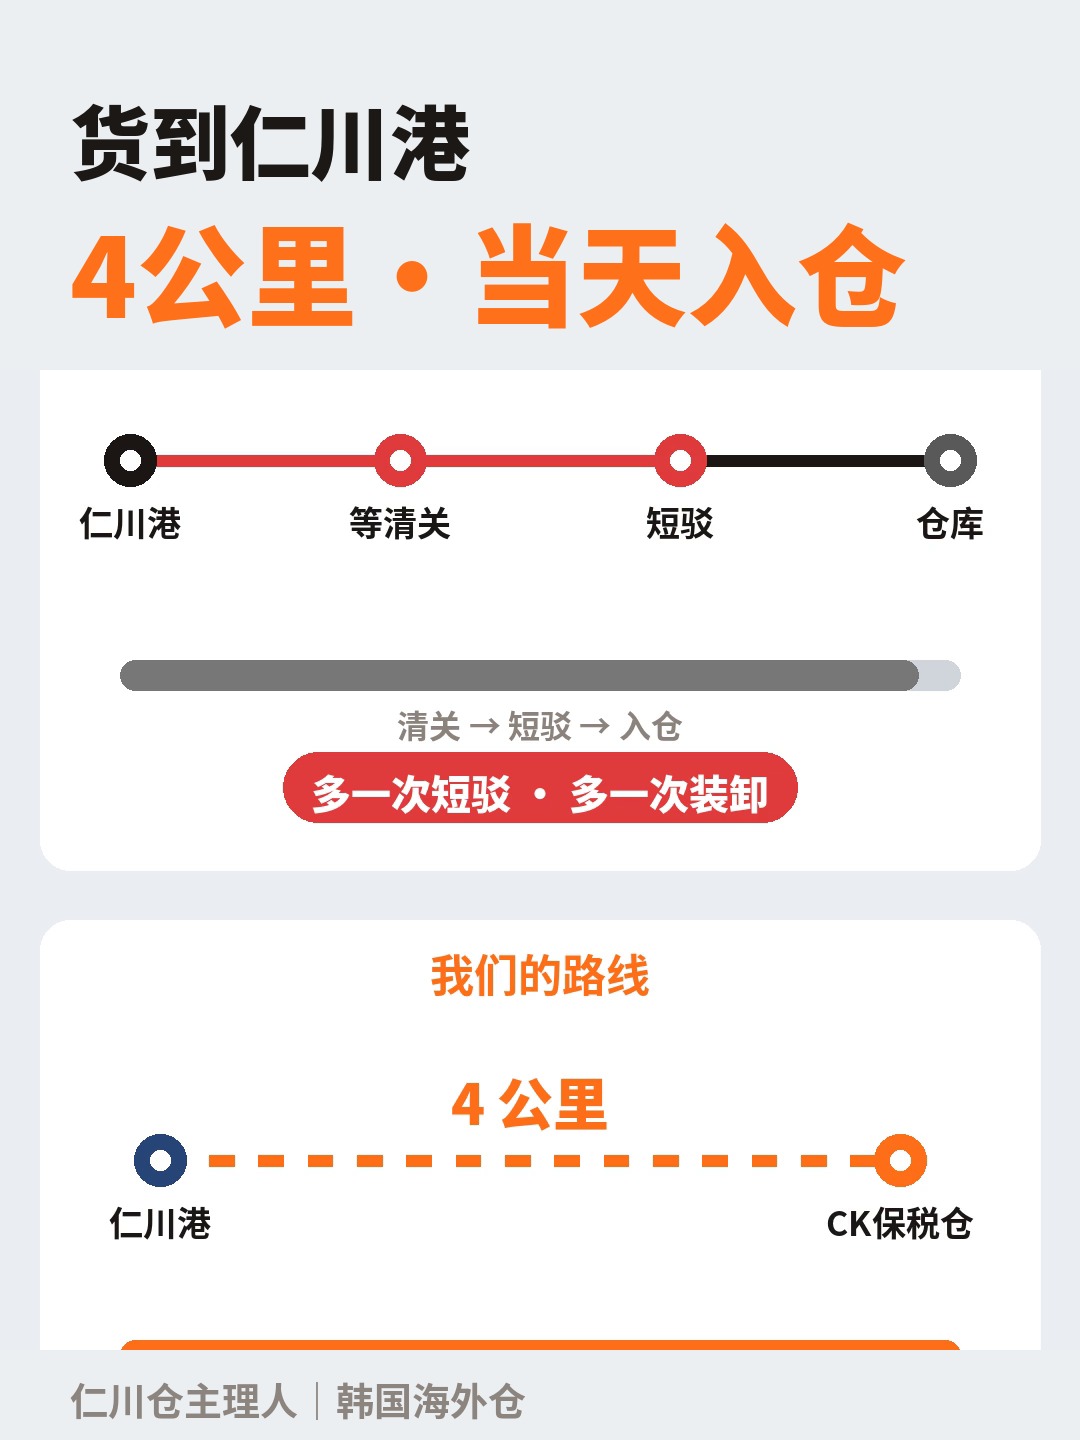 货到仁川港
4公里·当天入仓
仁川港 等清关 短驳 仓库
清关→短驳→入仓
多一次短驳·多一次装卸
我们的路线
4 公里
仁川港 CK保税仓
仁川仓主理人｜韩国海外仓